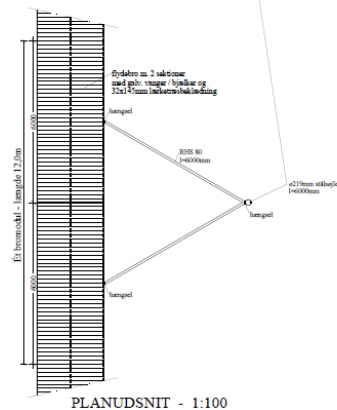 flydebro m. 2 sektioner
med galv. vanger / bjælker og
32x145mm lærketræsbeklædning
hængsel
6000
RHS 80
l=6000mm
ø219mm stålsøjle
l=6000mm
Ét bromodul - længde 12,0m
hængsel
6000
hængsel
PLANUDSNIT - 1:100